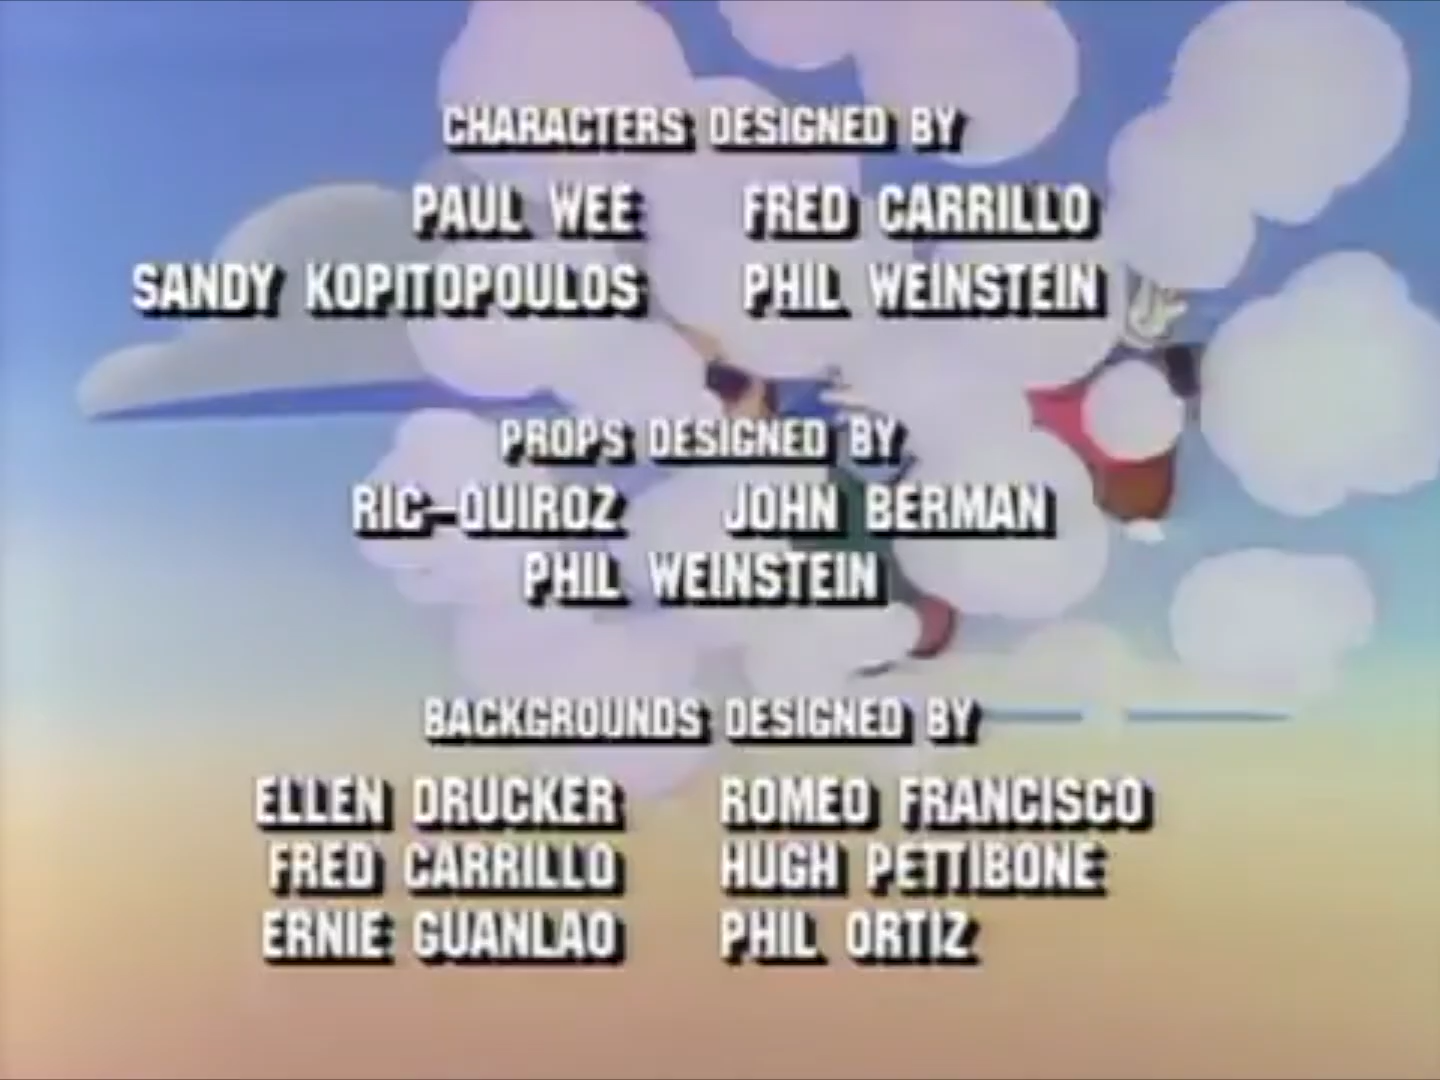 CHARACTERS DESIGNED BY
PAUL WEE FRED CARRILLO
SANDY KOPITOPOULOS PHIL WEINSTEIN
PROPS DESIGNED BY
RIC-QUIROZ JOHN BERMAN
PHIL WEINSTEIN
BACKGROUNDS DESIGNED BY
ELLEN DRUCKER ROMEO FRANCISCO
FRED CARRILLO HUGH PETTIBONE
ERNIE GUANLAO PHIL ORTIZ